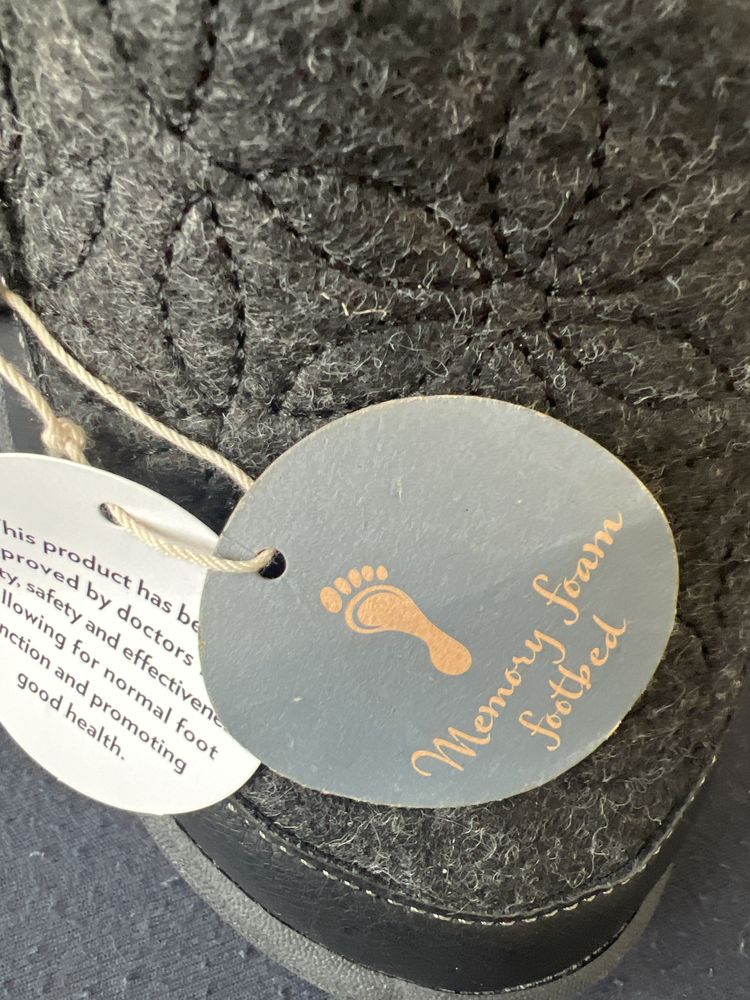 his product has be
proved by doctors
ty, safety and effectivene
llowing for normal foot
nction and promoting
good health.
Memory foam
footbed